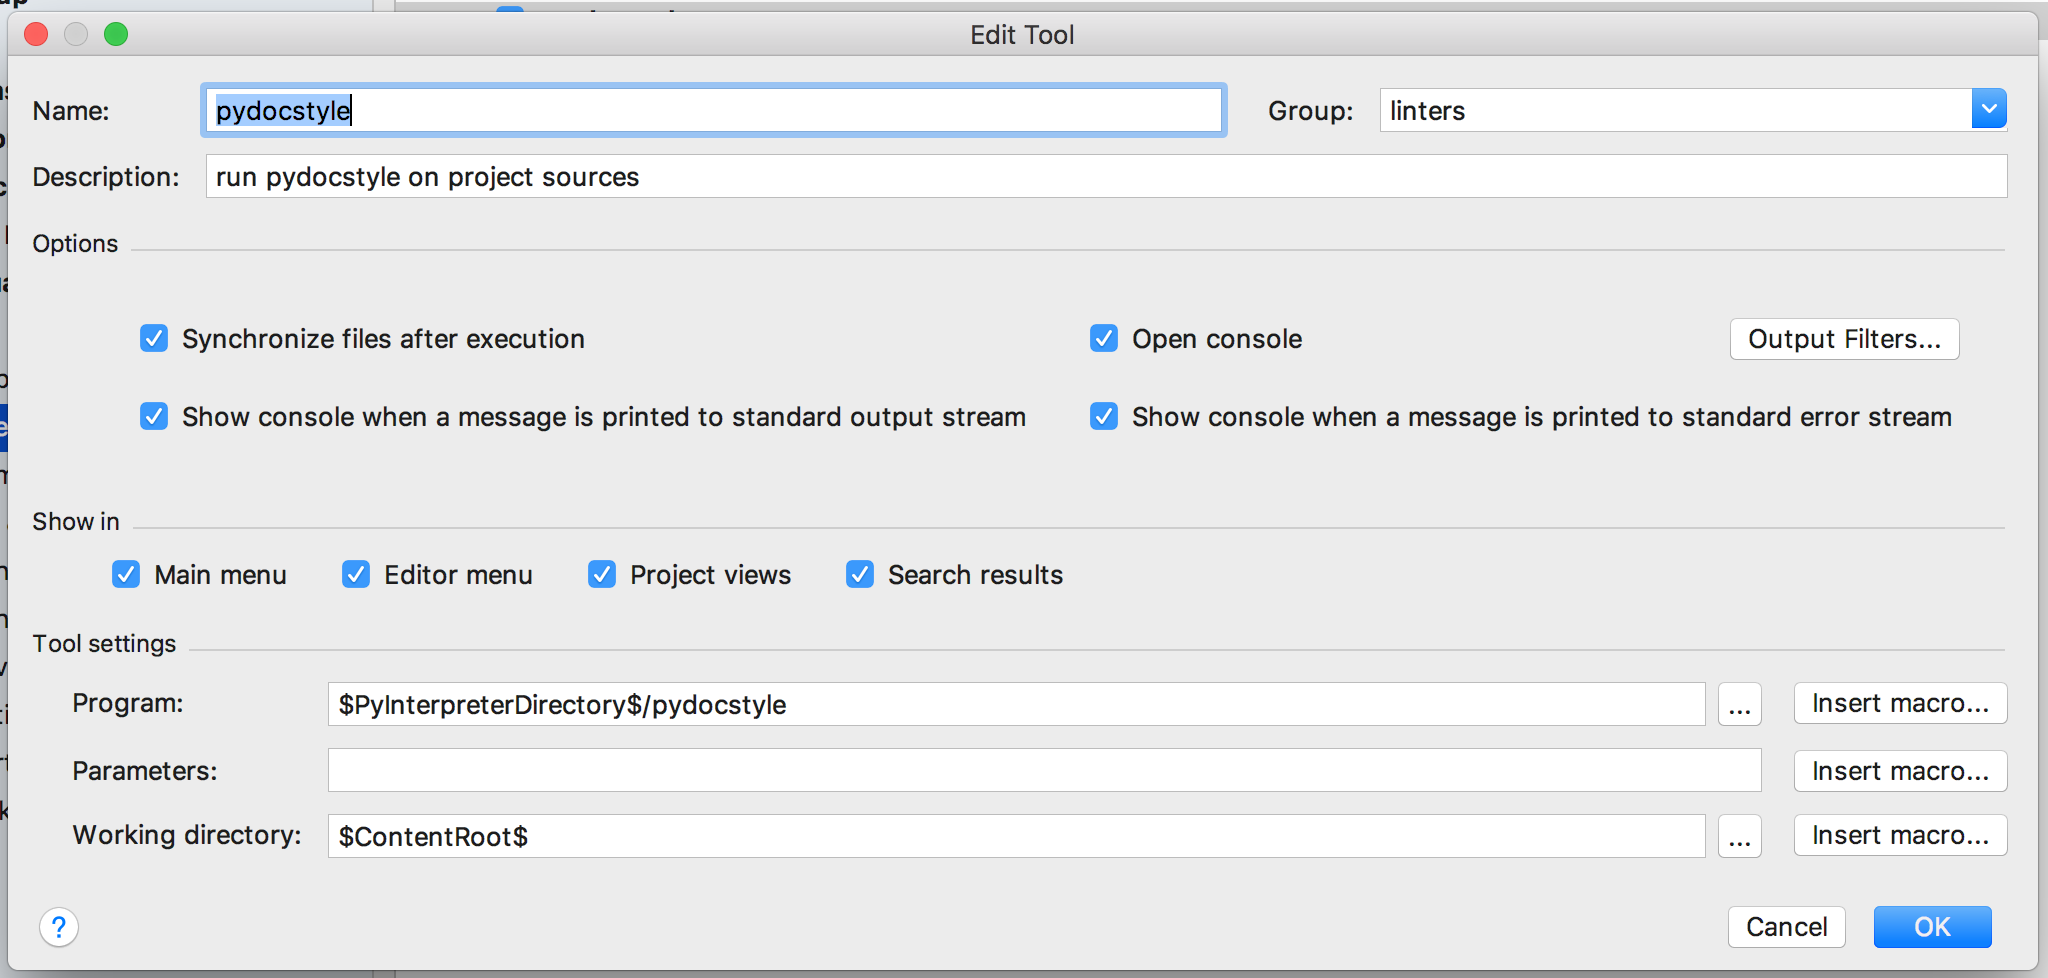 Edit Tool
Name: pydocstyle Group: linters
Description: run pydocstyle on project sources
Options
Synchronize files after execution Open console Output Filters...
Show console when a message is printed to standard output stream Show console when a message is printed to standard error stream
Show in
Main menu Editor menu Project views Search results
Tool settings
Program: $PyInterpreterDirectory$/pydocstyle ... Insert macro...
Parameters: Insert macro...
Working directory: $ContentRoot$ ... Insert macro...
? Cancel OK